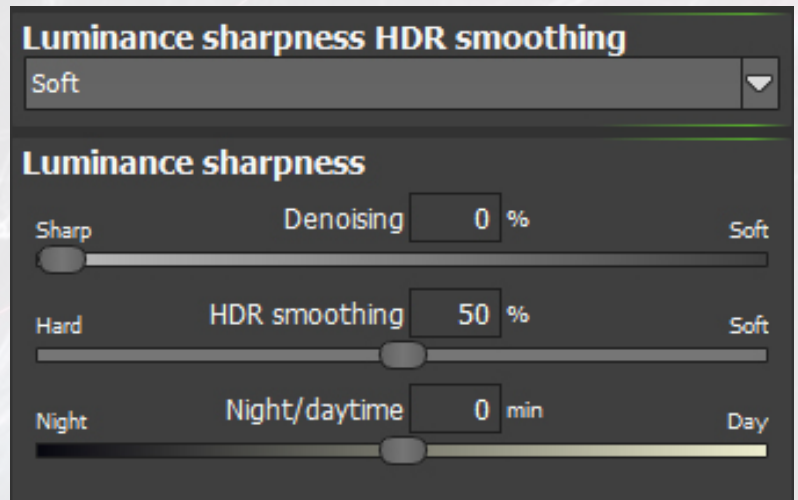 Luminance sharpness HDR smoothing
Soft
Luminance sharpness
Denoising 0 %
Sharp Soft
HDR smoothing 50 %
Hard Soft
Night/daytime 0 min
Night Day